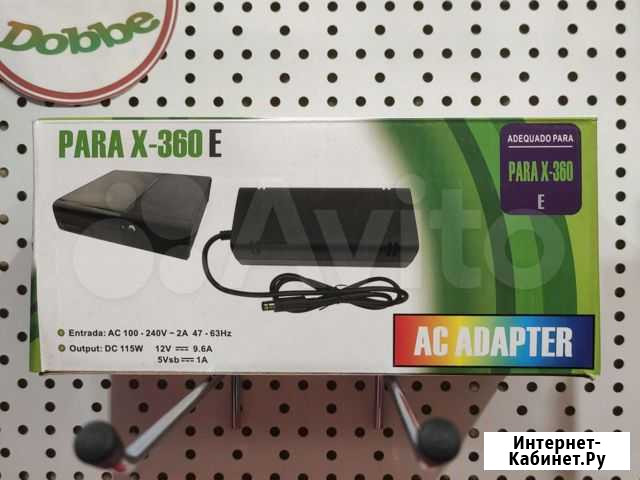 Dobbe
PARA X-360 E
ADEQUADO PARA
PARA X-360
E
Avito
Entrada: AC 100 - 240V ~ 2A 47 - 63Hz
Output: DC 115W 12V ⎓ 9.6A
5Vsb ⎓ 1A
AC ADAPTER
Интернет-
Кабинет.Ру